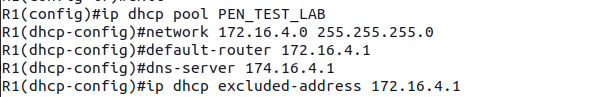 R1(config)#ip dhcp pool PEN_TEST_LAB
R1(dhcp-config)#network 172.16.4.0 255.255.255.0
R1(dhcp-config)#default-router 172.16.4.1
R1(dhcp-config)#dns-server 174.16.4.1
R1(dhcp-config)#ip dhcp excluded-address 172.16.4.1